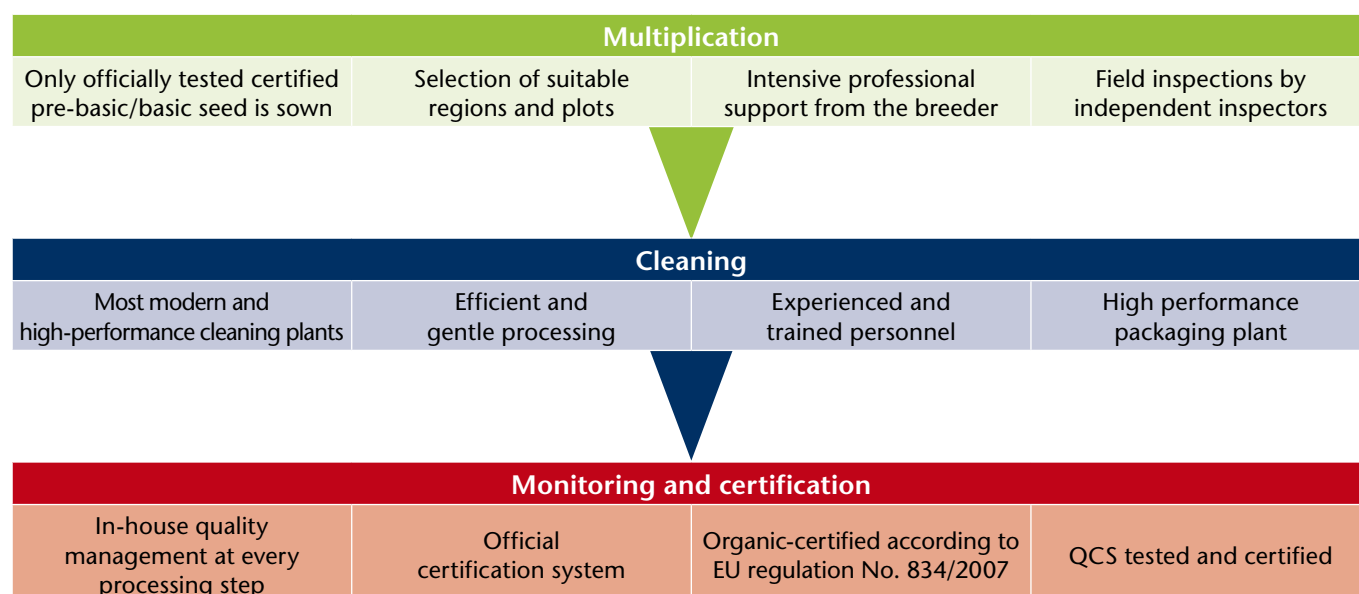 Multiplication
Only officially tested certified
pre-basic/basic seed is sown
Selection of suitable
regions and plots
Intensive professional
support from the breeder
Field inspections by
independent inspectors
Cleaning
Most modern and
high-performance cleaning plants
Efficient and
gentle processing
Experienced and
trained personnel
High performance
packaging plant
Monitoring and certification
In-house quality
management at every
processing step
Official
certification system
Organic-certified according to
EU regulation No. 834/2007
QCS tested and certified